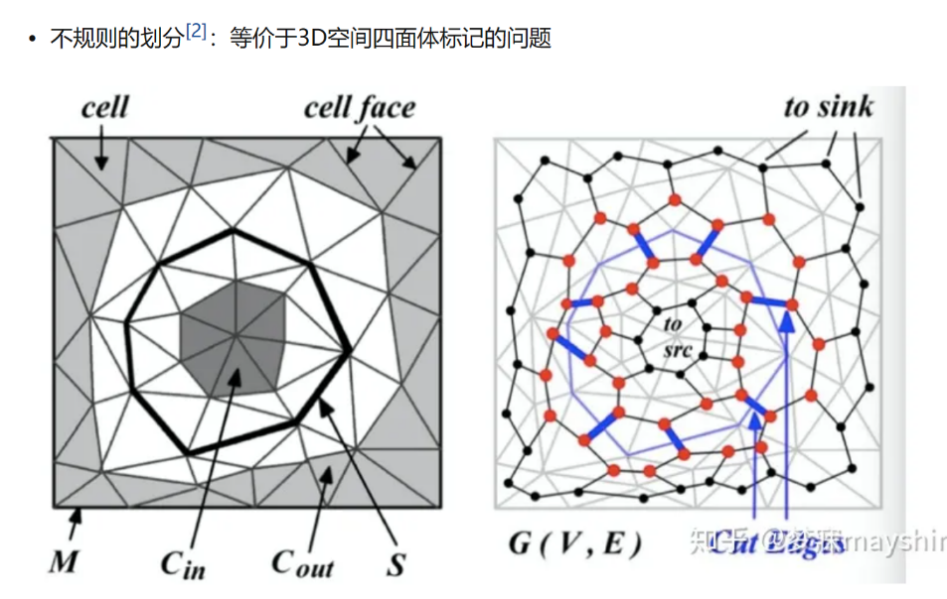 • 不规则的划分[2]：等价于3D空间四面体标记的问题
cell
cell face
to sink
to
src
M
Cin
Cout
S
G(V,E)
Cut Edges
知乎
mayshin